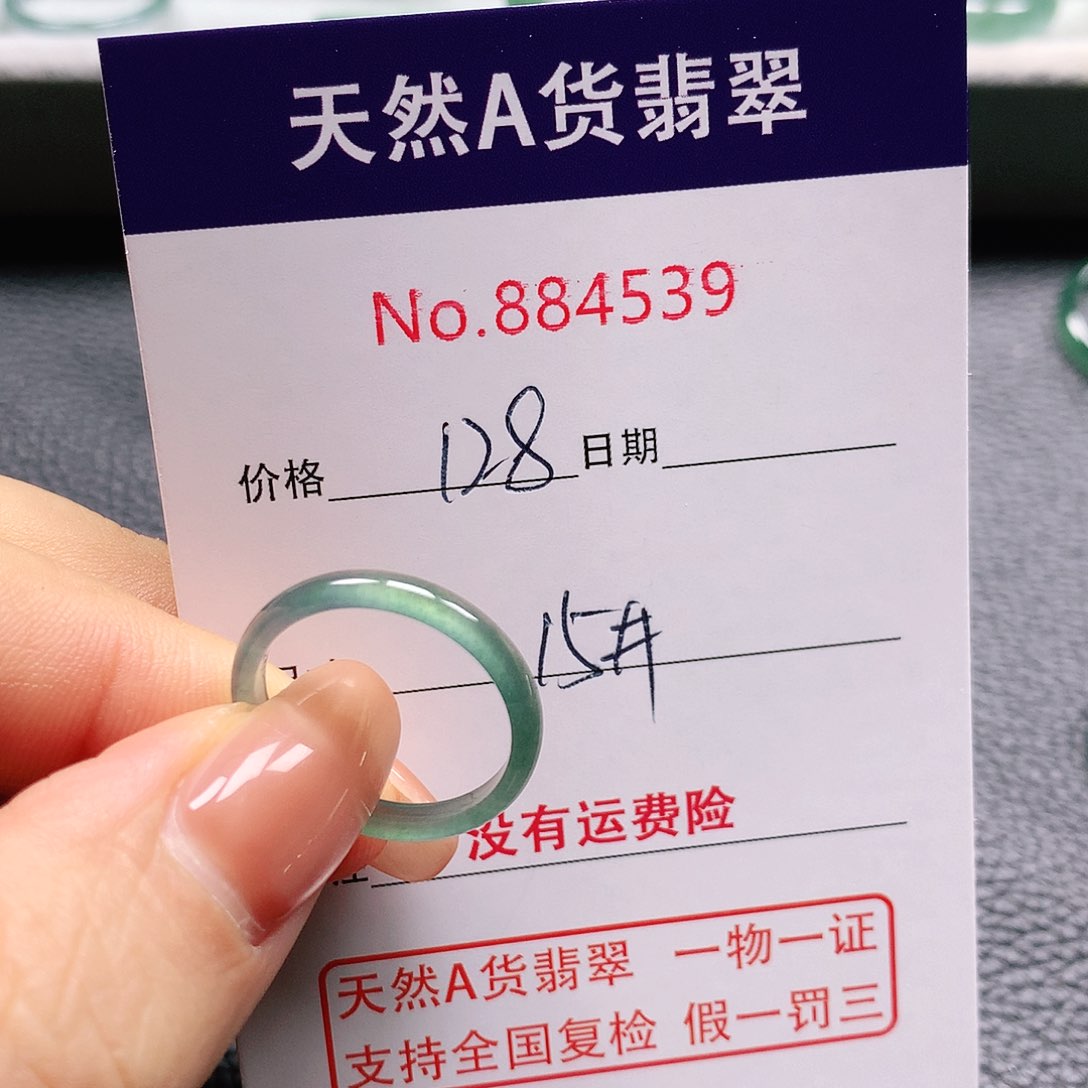 天然A货翡翠
No.884539
价格 128 日期
15#
没有运费险
天然A货翡翠 一物一证
支持全国复检 假一罚三